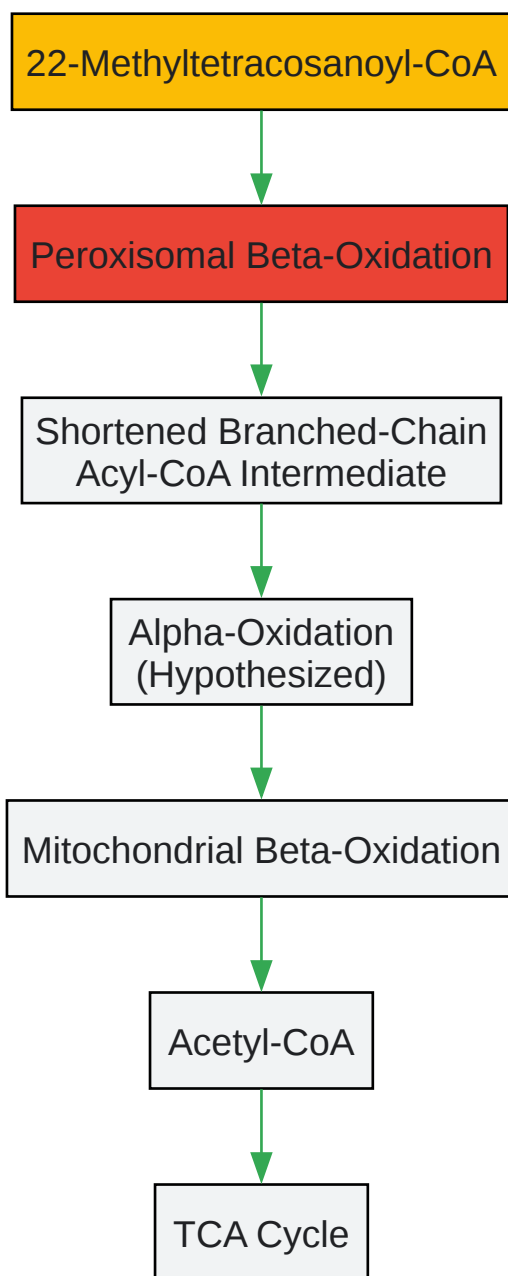 22-Methyltetracosanoyl-CoA
Peroxisomal Beta-Oxidation
Shortened Branched-Chain
Acyl-CoA Intermediate
Alpha-Oxidation
(Hypothesized)
Mitochondrial Beta-Oxidation
Acetyl-CoA
TCA Cycle